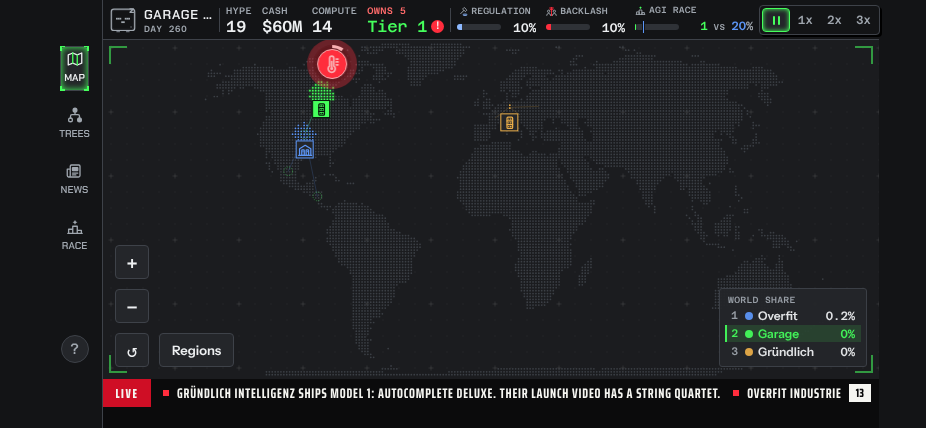 GARAGE ...
DAY 260
HYPE
19
CASH
$60M
COMPUTE
14
OWNS 5
Tier 1
REGULATION
10%
BACKLASH
10%
AGI RACE
1 VS 20%
1x
2x
3x
MAP
TREES
NEWS
RACE
?
+
−
Regions
WORLD SHARE
1 Overfit 0.2%
2 Garage 0%
3 Gründlich 0%
LIVE
GRÜNDLICH INTELLIGENZ SHIPS MODEL 1: AUTOCOMPLETE DELUXE. THEIR LAUNCH VIDEO HAS A STRING QUARTET. OVERFIT INDUSTRIE
13